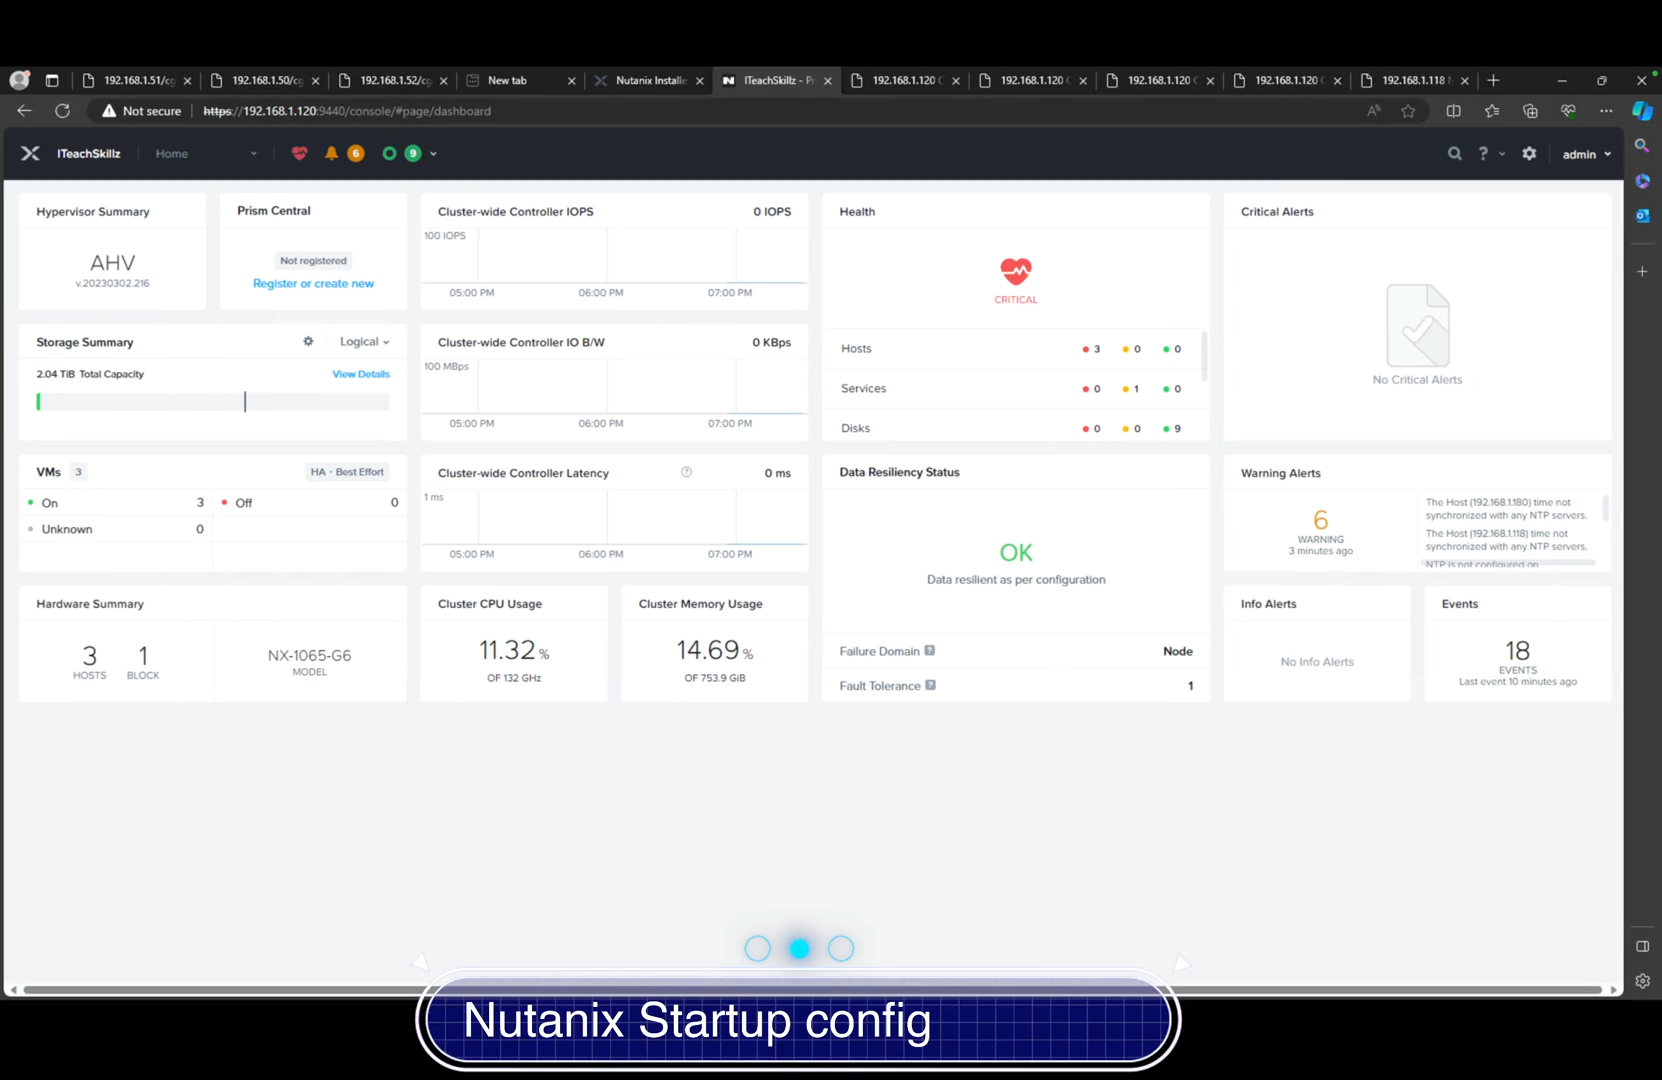 192.168.1.51/cg
192.168.1.50/cg
192.168.1.52/cg
New tab
Nutanix Installe
ITeachSkillz - Pr
192.168.1.120 C
192.168.1.120 C
192.168.1.120 C
192.168.1.120 C
192.168.1.118
Not secure
https://192.168.1.120:9440/console/#page/dashboard
ITeachSkillz
Home
6
9
?
admin
Hypervisor Summary
AHV
v.20230302.216
Prism Central
Not registered
Register or create new
Storage Summary
Logical
2.04 TiB Total Capacity
View Details
VMs 3
HA · Best Effort
On 3
Off 0
Unknown 0
Hardware Summary
3
HOSTS
1
BLOCK
NX-1065-G6
MODEL
Cluster-wide Controller IOPS
0 IOPS
100 IOPS
05:00 PM
06:00 PM
07:00 PM
Cluster-wide Controller IO B/W
0 KBps
100 MBps
05:00 PM
06:00 PM
07:00 PM
Cluster-wide Controller Latency
?
0 ms
1 ms
05:00 PM
06:00 PM
07:00 PM
Cluster CPU Usage
11.32 %
OF 132 GHz
Cluster Memory Usage
14.69 %
OF 753.9 GiB
Health
CRITICAL
Hosts 3 0 0
Services 0 1 0
Disks 0 0 9
Data Resiliency Status
OK
Data resilient as per configuration
Failure Domain ? Node
Fault Tolerance ? 1
Critical Alerts
No Critical Alerts
Warning Alerts
6
WARNING
3 minutes ago
The Host (192.168.1.180) time not
synchronized with any NTP servers.
The Host (192.168.1.118) time not
synchronized with any NTP servers.
NTP is not configured on
Info Alerts
No Info Alerts
Events
18
EVENTS
Last event 10 minutes ago
Nutanix Startup config